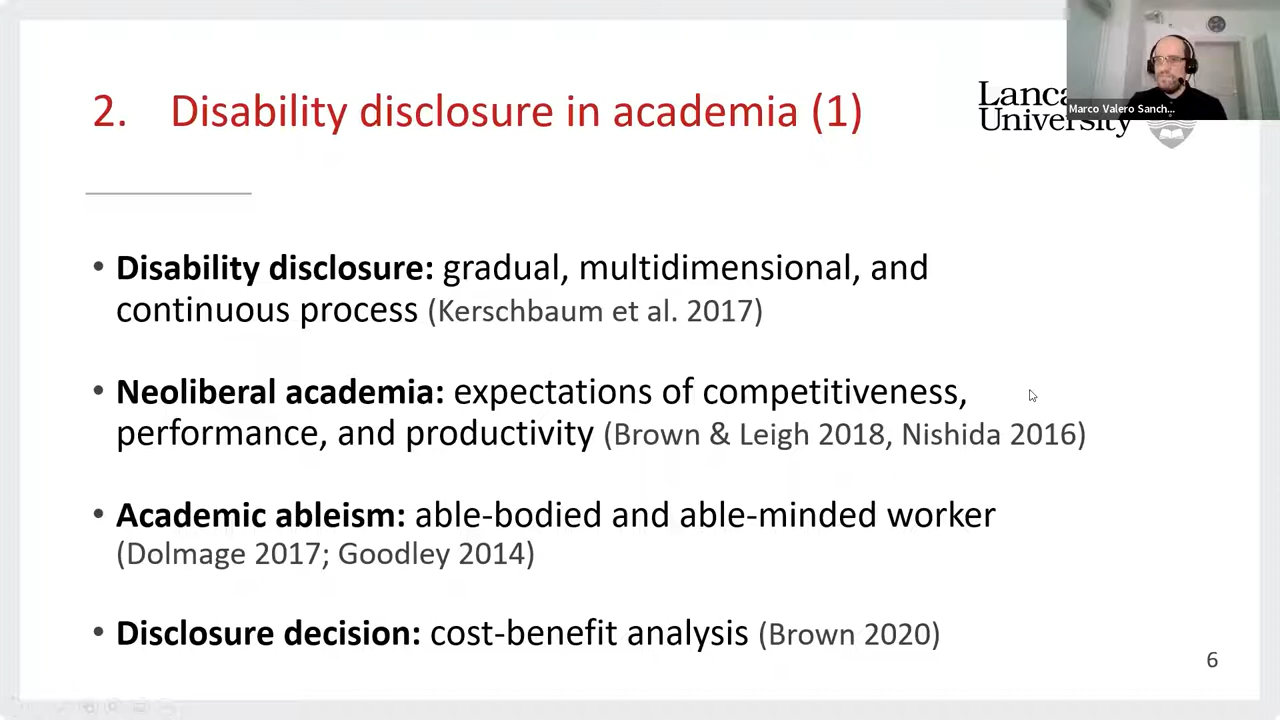 2. Disability disclosure in academia (1)
Lanca
University
Marco Valero Sanch...
• Disability disclosure: gradual, multidimensional, and
continuous process (Kerschbaum et al. 2017)
• Neoliberal academia: expectations of competitiveness,
performance, and productivity (Brown & Leigh 2018, Nishida 2016)
• Academic ableism: able-bodied and able-minded worker
(Dolmage 2017; Goodley 2014)
• Disclosure decision: cost-benefit analysis (Brown 2020)
6